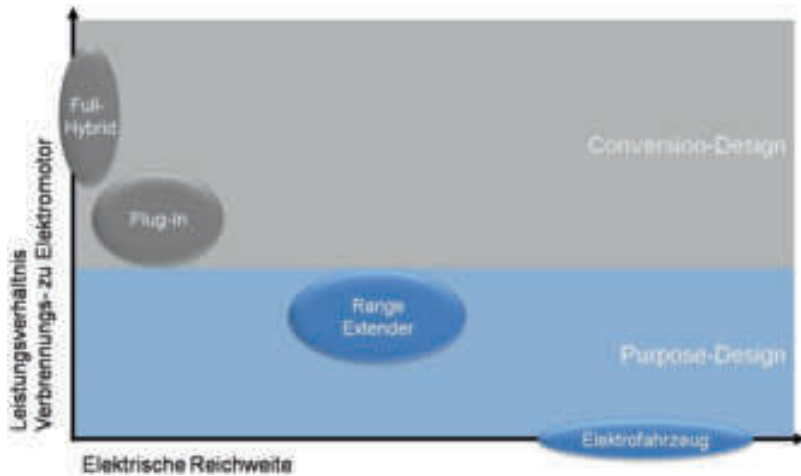 Leistungsverhältnis
Verbrennungs- zu Elektromotor
Full-
Hybrid
Conversion-Design
Plug-In
Range
Extender
Purpose-Design
Elektrofahrzeug
Elektrische Reichweite